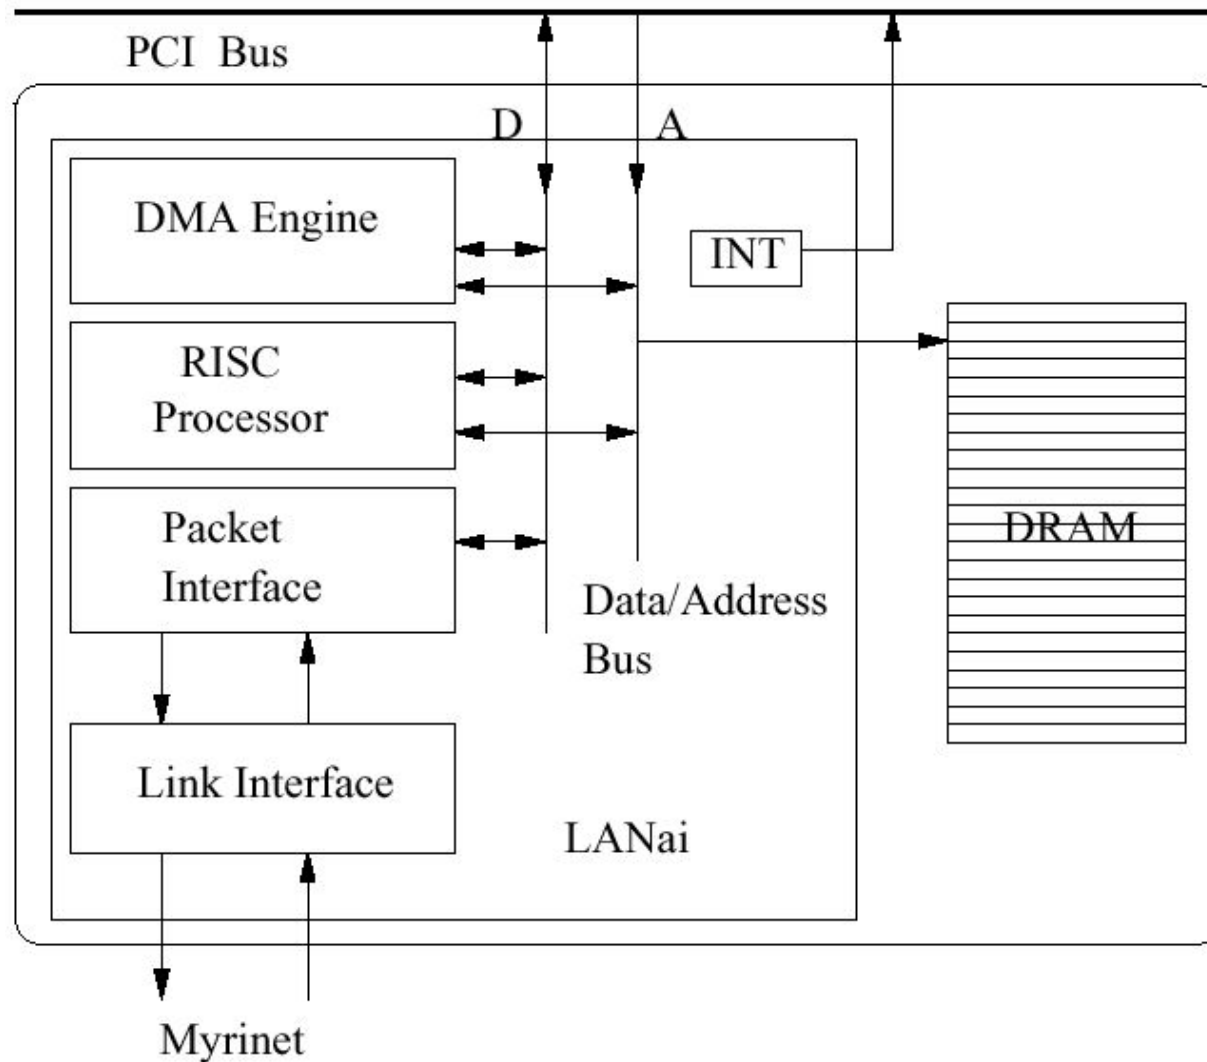 PCI Bus
D
A
DMA Engine
INT
RISC
Processor
Packet
Interface
DRAM
Data/Address
Bus
Link Interface
LANai
Myrinet